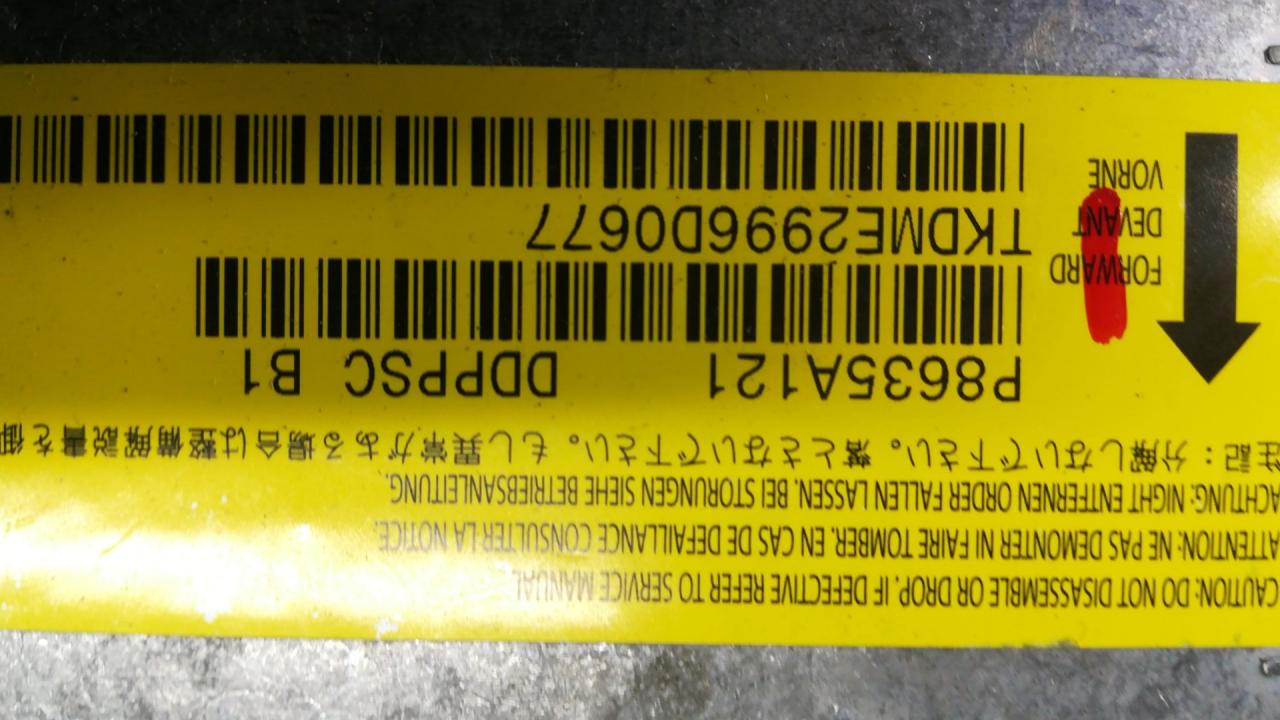 CAUTION: DO NOT DISASSEMBLE OR DROP. IF DEFECTIVE REFER TO SERVICE MANUAL
ATTENTION: NE PAS DEMONTER NI FAIRE TOMBER. EN CAS DE DEFAILLANCE CONSULTER LA NOTICE.
ACHTUNG: NIGHT ENTFERNEN ORDER FALLEN LASSEN. BEI STORUNGEN SIEHE BETRIEBSANLEITUNG.
注記：分解しないで下さい。落とさないで下さい。もし異常がある場合は整備解説書を御
P8635A121 DDPPSC B1
TKDME2996D0677
FORWARD
DEVANT
VORNE